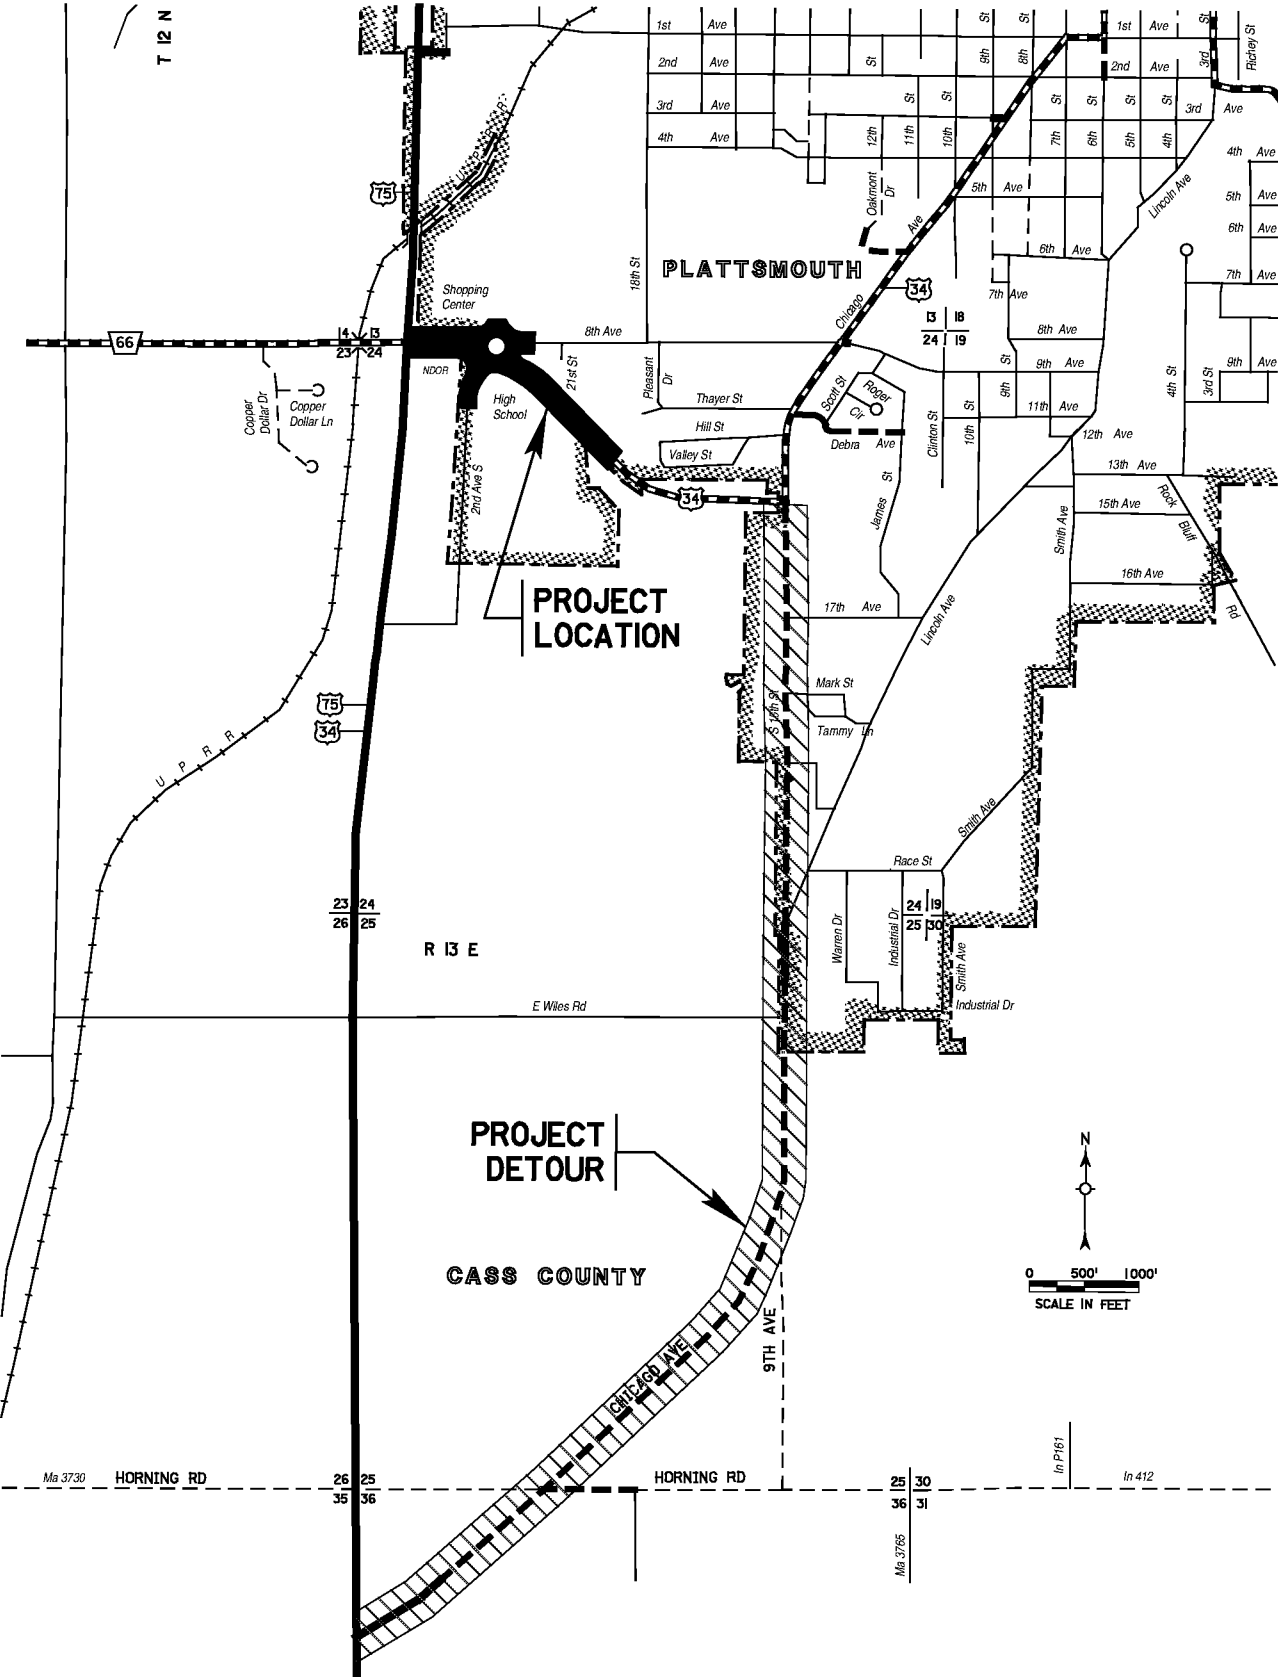 T 12 N
1st Ave
2nd Ave
3rd Ave
4th Ave
St
12th
St
11th
St
10th
St
9th
St
8th
St
7th
St
6th
St
5th
St
4th
St
3rd
Richey St
1st Ave
2nd Ave
3rd Ave
4th Ave
5th Ave
6th Ave
7th Ave
9th Ave
U P R R
75
Oakmont Dr
5th Ave
Lincoln Ave
6th Ave
7th Ave
PLATTSMOUTH
18th St
Chicago Ave
34
Shopping Center
66
14 13
23 24
8th Ave
13 18
24 19
8th Ave
9th Ave
9th St
11th Ave
12th Ave
13th Ave
4th St
3rd St
NDOR
High School
21st St
Pleasant Dr
Thayer St
Hill St
Valley St
Scott St
Roger Cir
Debra Ave
Clinton St
10th St
Copper Dollar Dr
Copper Dollar Ln
2nd Ave S
34
James St
Smith Ave
15th Ave
Rock Bluff Rd
16th Ave
17th Ave
Lincoln Ave
PROJECT
LOCATION
75
34
Mark St
S 16th St
Tammy Ln
U P R R
Smith Ave
Race St
23 24
26 25
Warren Dr
Industrial Dr
24 19
25 30
Smith Ave
Industrial Dr
R 13 E
E Wiles Rd
PROJECT
DETOUR
N
CASS COUNTY
0 500' 1000'
SCALE IN FEET
9TH AVE
CHICAGO AVE
Ma 3730
HORNING RD
26 25
35 36
HORNING RD
25 30
36 31
In P161
In 412
Ma 3765